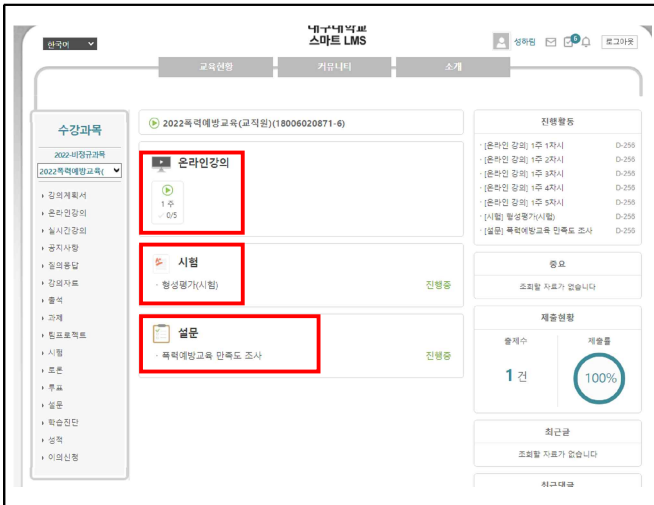 대구대학교
스마트 LMS
한국어
성하림
6
로그아웃
교육현황 커뮤니티 소개
수강과목
2022-비정규과목
2022폭력예방교육(
강의계획서
온라인강의
실시간강의
공지사항
질의응답
강의자료
출석
과제
팀프로젝트
시험
토론
투표
설문
학습진단
성적
이의신청
2022폭력예방교육(교직원)(18006020871-6)
온라인강의
1 주
0/5
시험
· 형성평가(시험) 진행중
설문
· 폭력예방교육 만족도 조사 진행중
진행활동
· [온라인 강의] 1주 1차시 D-255
· [온라인 강의] 1주 2차시 D-255
· [온라인 강의] 1주 3차시 D-255
· [온라인 강의] 1주 4차시 D-255
· [온라인 강의] 1주 5차시 D-255
· [시험] 형성평가(시험) D-255
· [설문] 폭력예방교육 만족도 조사 D-255
중요
조회할 자료가 없습니다
제출현황
출제수 제출률
1 건 100%
최근글
조회할 자료가 없습니다
최근댓글